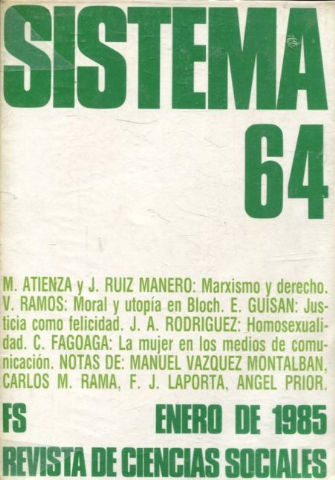 SISTEMA
64
M. ATIENZA y J. RUIZ MANERO: Marxismo y derecho.
V. RAMOS: Moral y utopía en Bloch. E. GUISAN: Jus-
ticia como felicidad. J. A. RODRIGUEZ: Homosexuali-
dad. C. FAGOAGA: La mujer en los medios de comu-
nicación. NOTAS DE: MANUEL VAZQUEZ MONTALBAN,
CARLOS M. RAMA, F. J. LAPORTA, ANGEL PRIOR.
FS ENERO DE 1985
REVISTA DE CIENCIAS SOCIALES